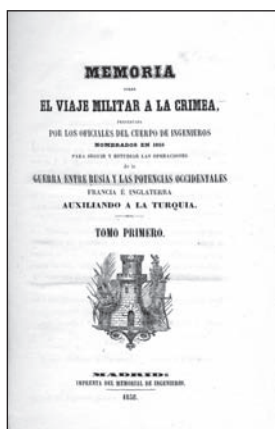 MEMORIA
SOBRE
EL VIAJE MILITAR A LA CRIMEA,
PRESENTADA
POR LOS OFICIALES DEL CUERPO DE INGENIEROS
NOMBRADOS EN 1855
PARA SEGUIR Y ESTUDIAR LAS OPERACIONES
de la
GUERRA ENTRE RUSIA Y LAS POTENCIAS OCCIDENTALES
FRANCIA É INGLATERRA
AUXILIANDO A LA TURQUIA.
TOMO PRIMERO.
MADRID:
IMPRENTA DEL MEMORIAL DE INGENIEROS.
1858.